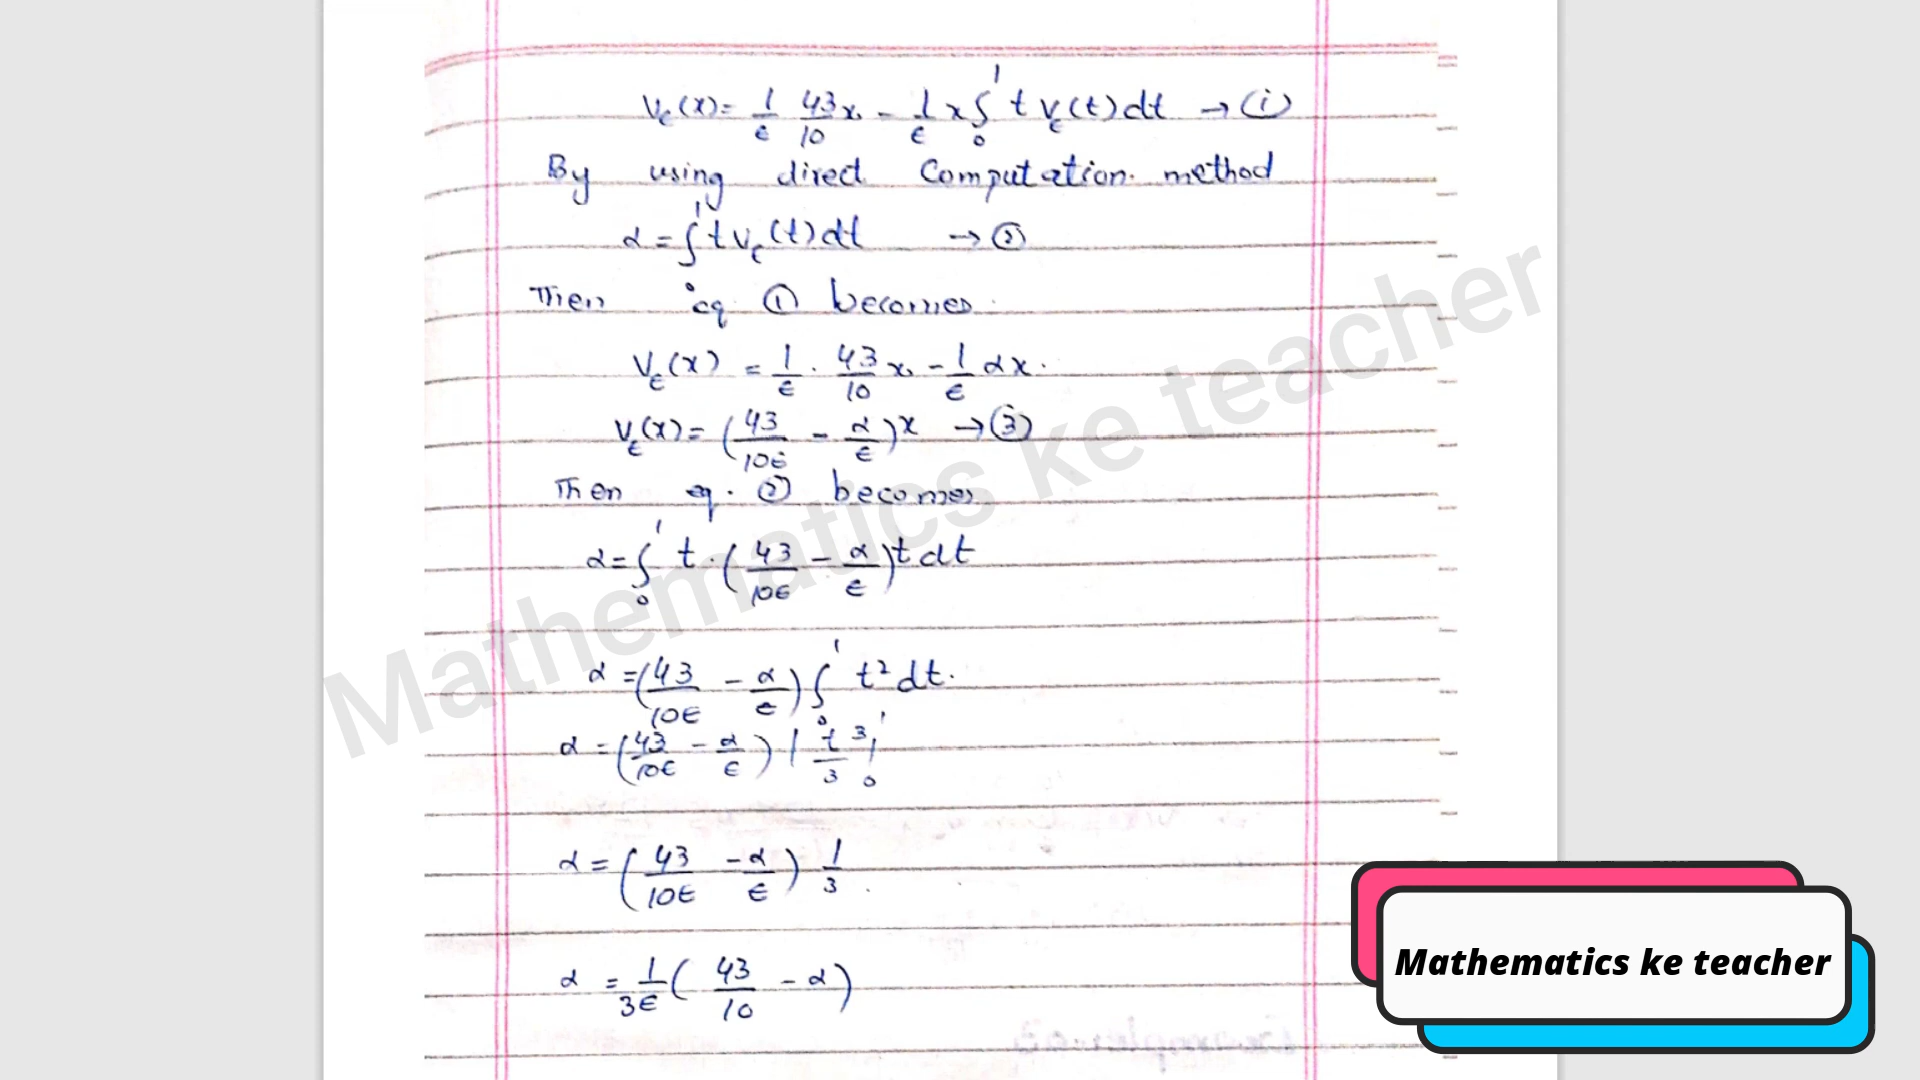 V_ϵ(x) = 1/ϵ 43/10 x - 1/ϵ x ∫₀¹ t v_ϵ(t) dt → (i)
By using direct Computation method
α = ∫₀¹ t v_ϵ(t) dt → ②
Then eq ① becomes
V_ϵ(x) = 1/ϵ · 43/10 x - 1/ϵ αx.
V_ϵ(x) = (43/10ϵ - α/ϵ)x → ③
Then eq. ② becomes
α = ∫₀¹ t · (43/10ϵ - α/ϵ) t dt
α = (43/10ϵ - α/ϵ) ∫₀¹ t² dt.
α = (43/10ϵ - α/ϵ) | t³/3 |₀¹
α = (43/10ϵ - α/ϵ) 1/3
α = 1/3ϵ (43/10 - α)
Mathematics ke teacher
Mathematics ke teacher